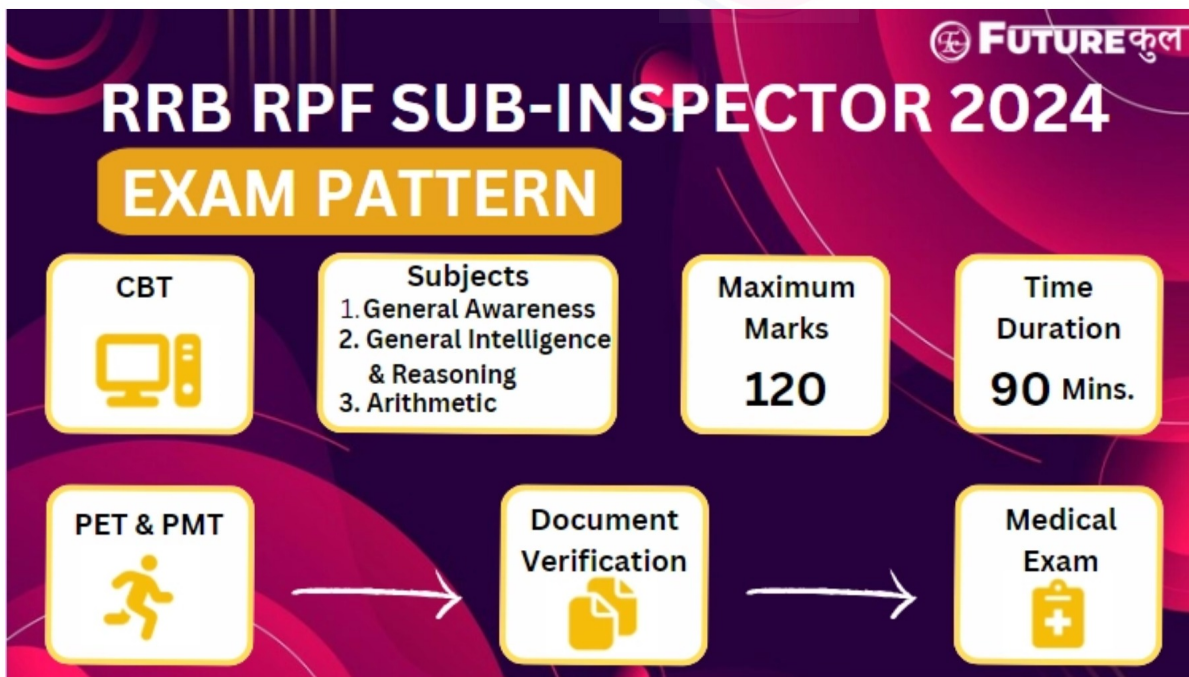 FUTUREकुल
RRB RPF SUB-INSPECTOR 2024
EXAM PATTERN
CBT
Subjects
1. General Awareness
2. General Intelligence
& Reasoning
3. Arithmetic
Maximum
Marks
120
Time
Duration
90 Mins.
PET & PMT
Document
Verification
Medical
Exam